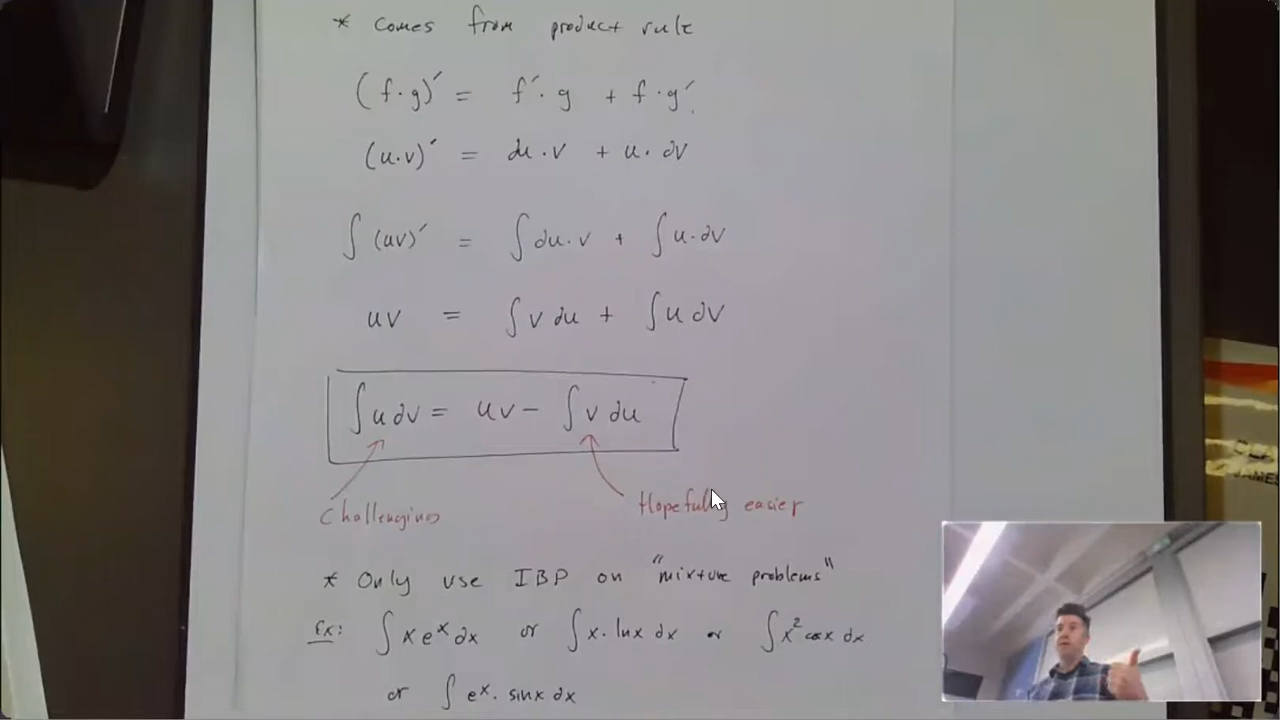 * Comes from product rule
(f·g)′ = f′·g + f·g′
(u·v)′ = du·v + u·dv
∫(uv)′ = ∫du·v + ∫u·dv
uv = ∫v du + ∫u dv
∫u dv = uv - ∫v du
Challenging
Hopefully easier
* Only use IBP on "mixture problems"
Ex: ∫x eˣ dx or ∫x·lnx dx or ∫x² cosx dx
or ∫eˣ·sinx dx